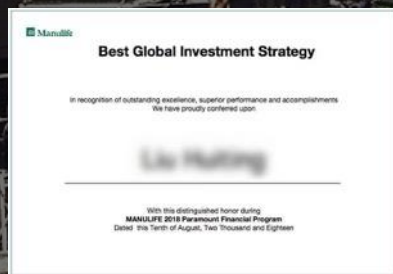 Manulife
Best Global Investment Strategy
In recognition of outstanding excellence, superior performance and accomplishments
We have proudly conferred upon
With this distinguished honor during
MANULIFE 2018 Paramount Financial Program
Dated this Tenth of August, Two Thousand and Eighteen